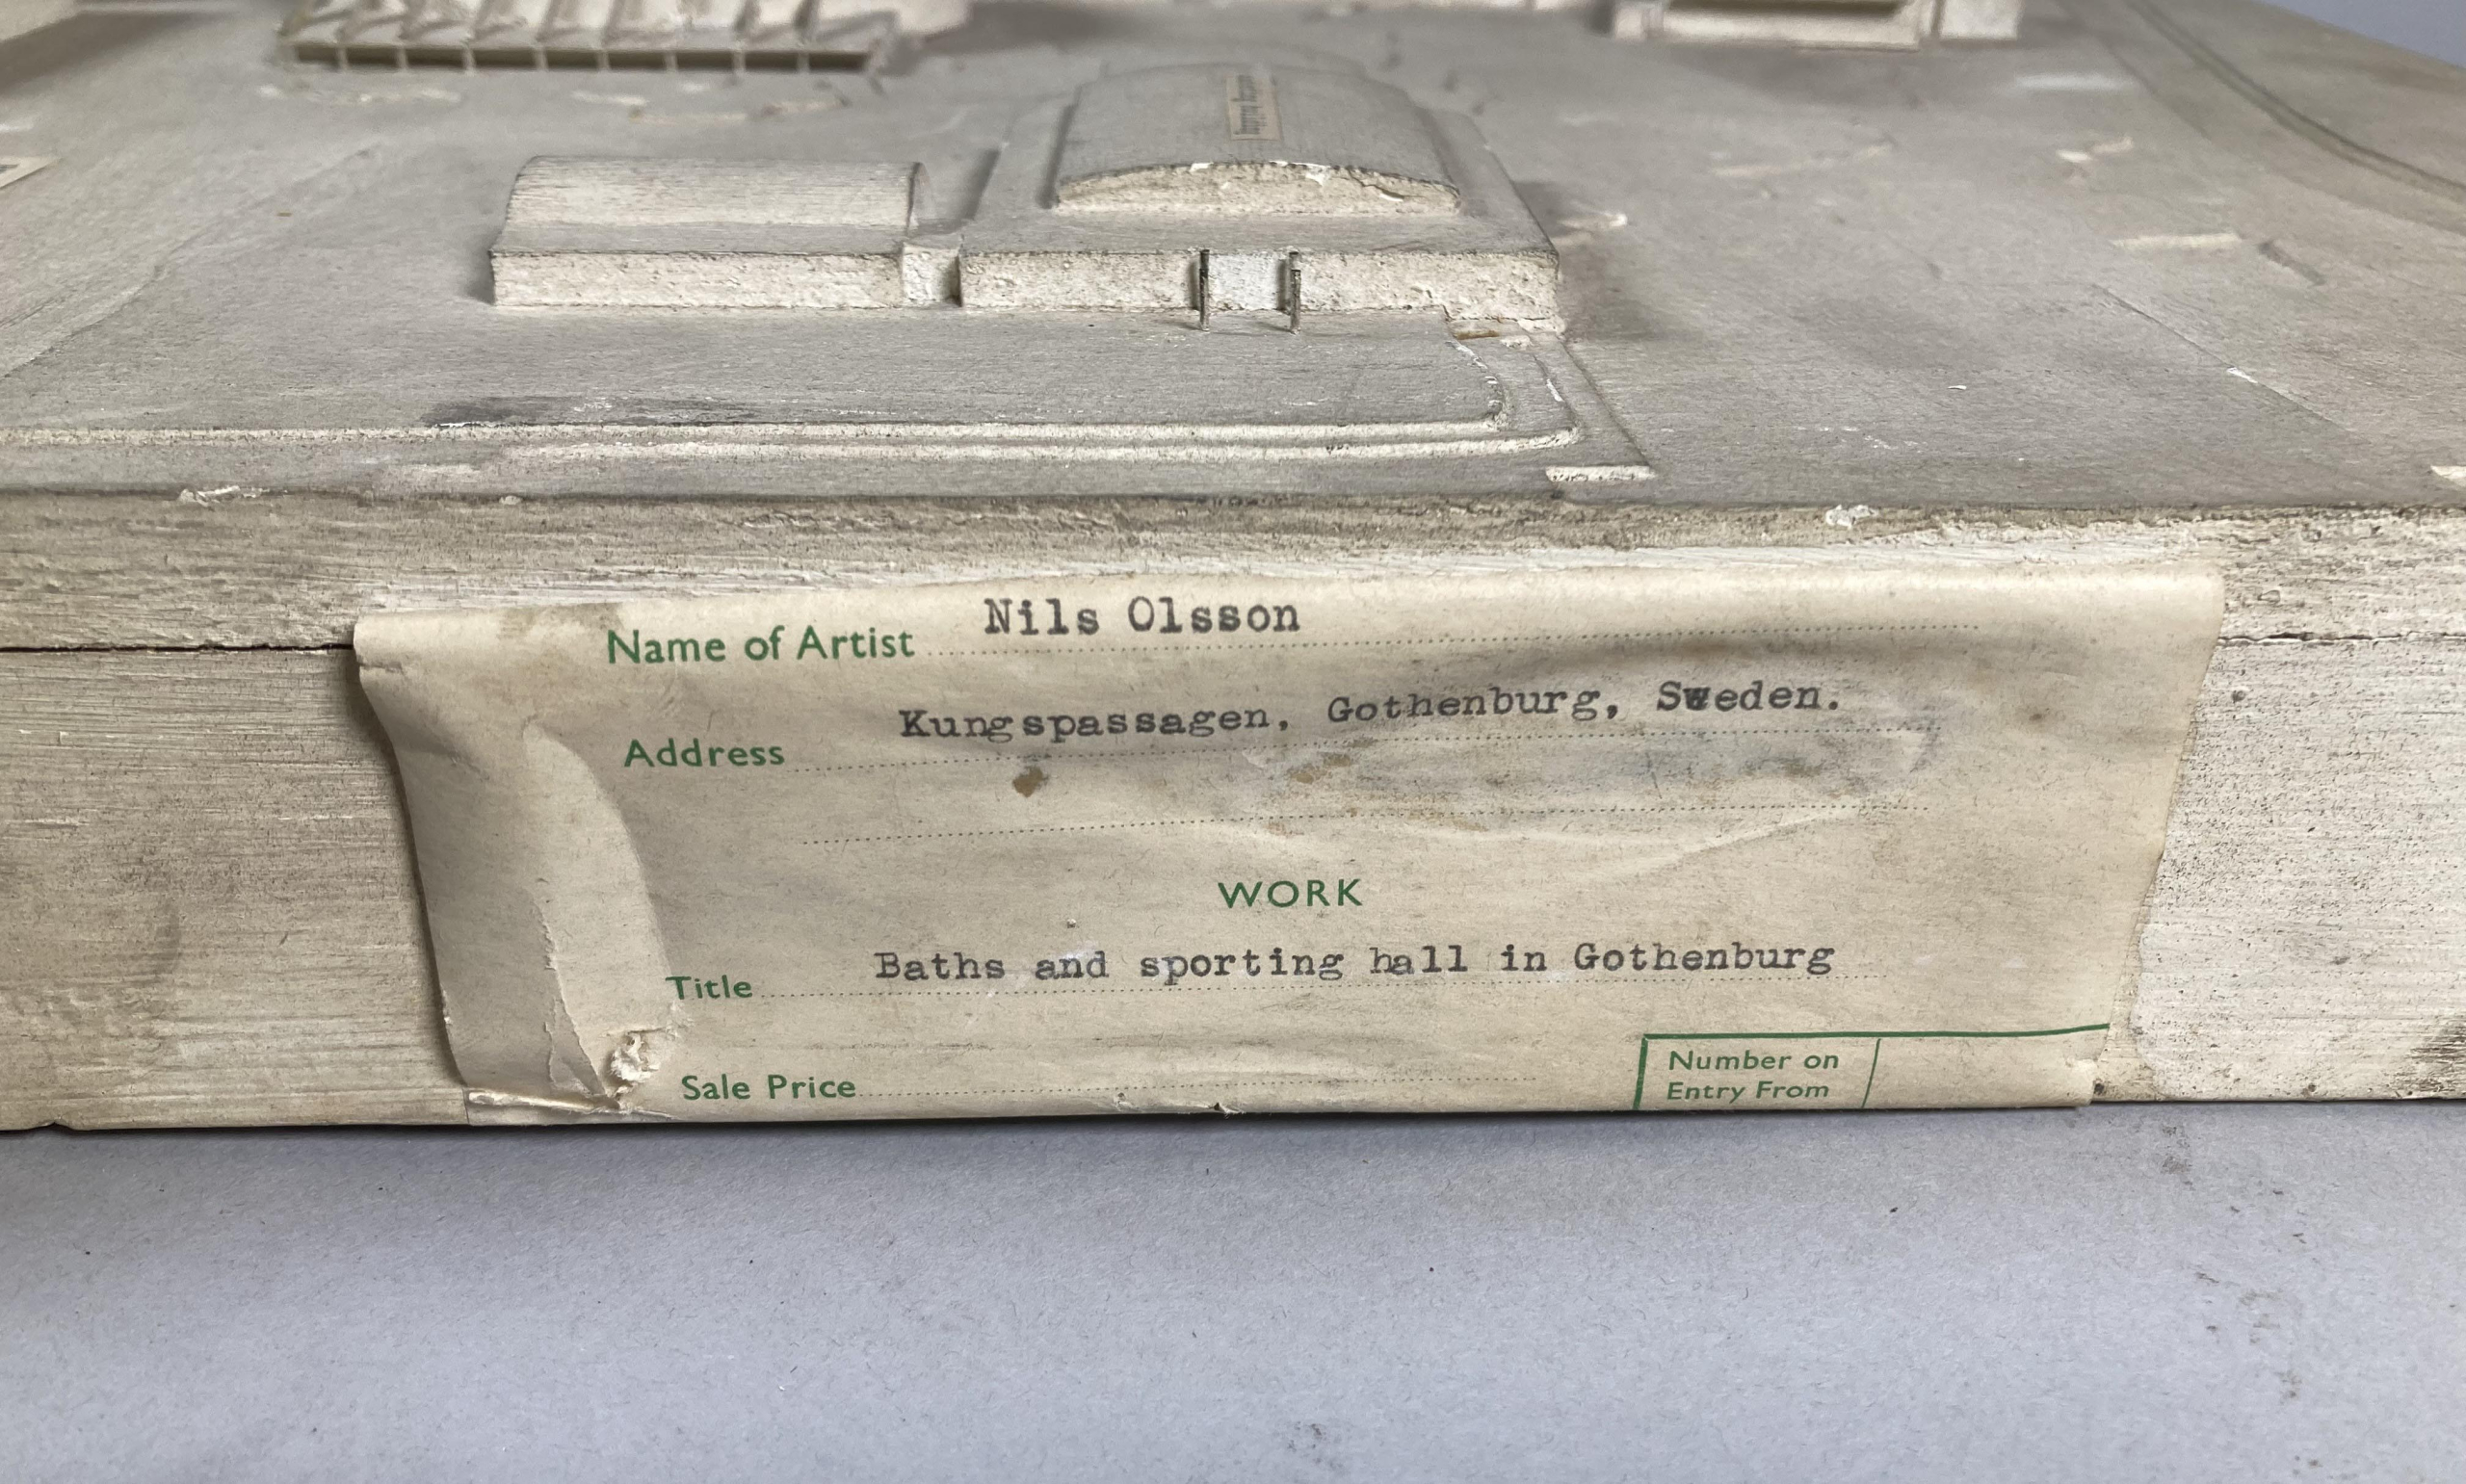 Name of Artist Nils Olsson
Address Kungspassagen, Gothenburg, Sweden.
WORK
Title Baths and sporting hall in Gothenburg
Sale Price
Number on
Entry From